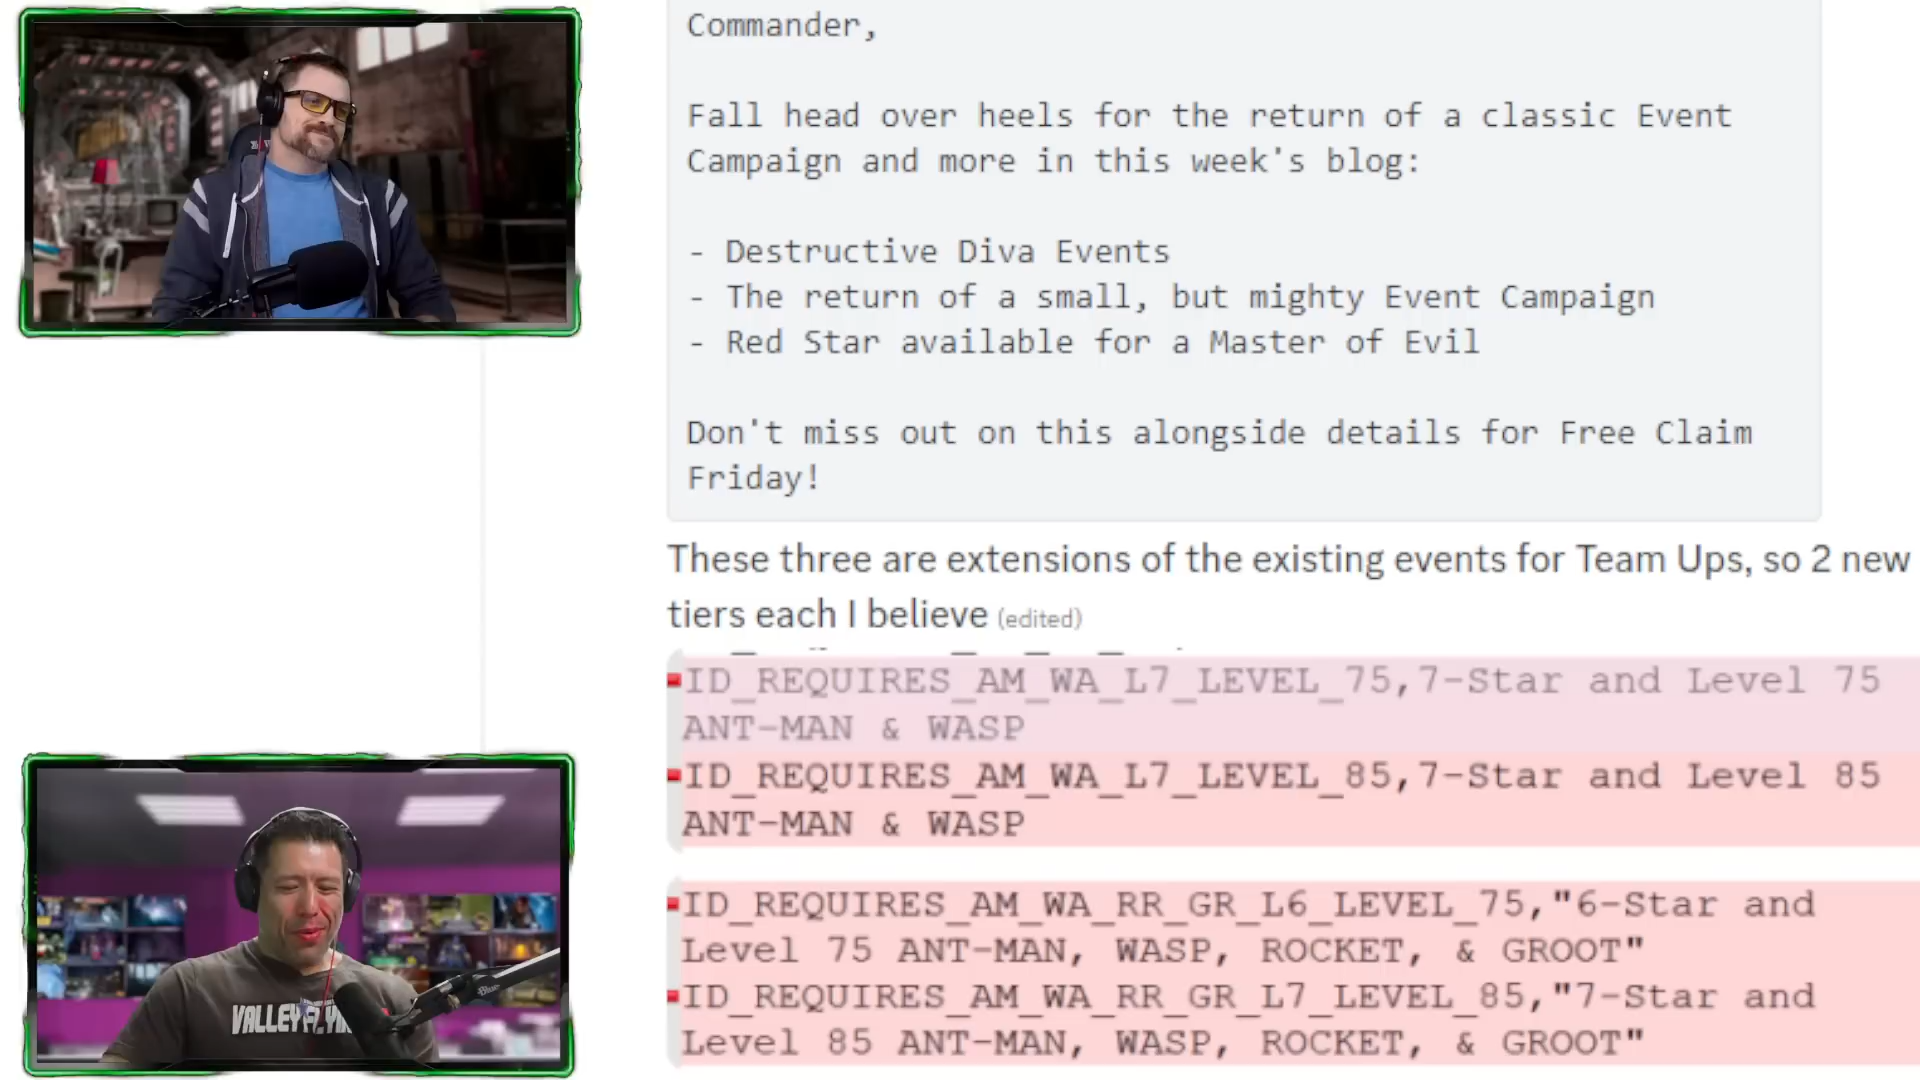 Commander,
Fall head over heels for the return of a classic Event
Campaign and more in this week's blog:
- Destructive Diva Events
- The return of a small, but mighty Event Campaign
- Red Star available for a Master of Evil
Don't miss out on this alongside details for Free Claim
Friday!
These three are extensions of the existing events for Team Ups, so 2 new
tiers each I believe (edited)
-ID_REQUIRES_AM_WA_L7_LEVEL_75,7-Star and Level 75
ANT-MAN & WASP
-ID_REQUIRES_AM_WA_L7_LEVEL_85,7-Star and Level 85
ANT-MAN & WASP
-ID_REQUIRES_AM_WA_RR_GR_L6_LEVEL_75,"6-Star and
Level 75 ANT-MAN, WASP, ROCKET, & GROOT"
-ID_REQUIRES_AM_WA_RR_GR_L7_LEVEL_85,"7-Star and
Level 85 ANT-MAN, WASP, ROCKET, & GROOT"
Blue
VALLEY